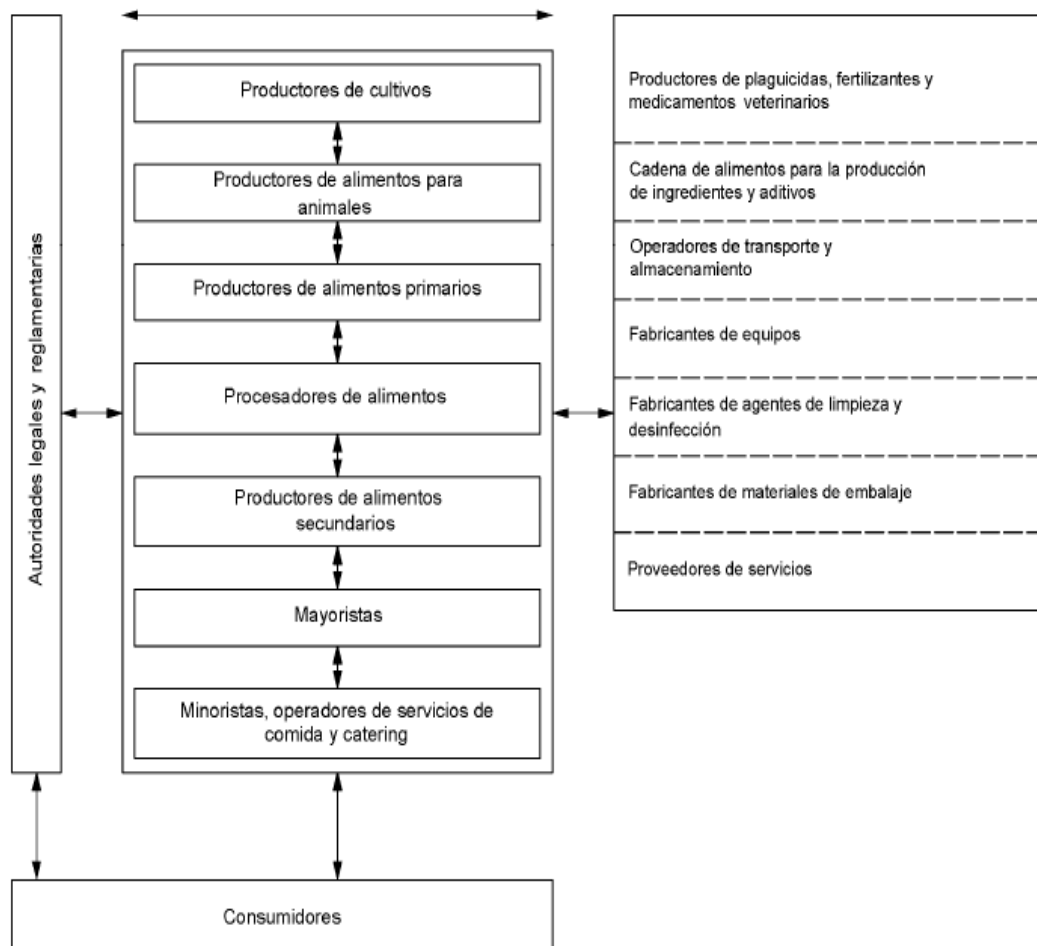 Autoridades legales y reglamentarias
Productores de cultivos
Productores de alimentos para
animales
Productores de alimentos primarios
Procesadores de alimentos
Productores de alimentos
secundarios
Mayoristas
Minoristas, operadores de servicios de
comida y catering
Productores de plaguicidas, fertilizantes y
medicamentos veterinarios
Cadena de alimentos para la producción
de ingredientes y aditivos
Operadores de transporte y
almacenamiento
Fabricantes de equipos
Fabricantes de agentes de limpieza y
desinfección
Fabricantes de materiales de embalaje
Proveedores de servicios
Consumidores